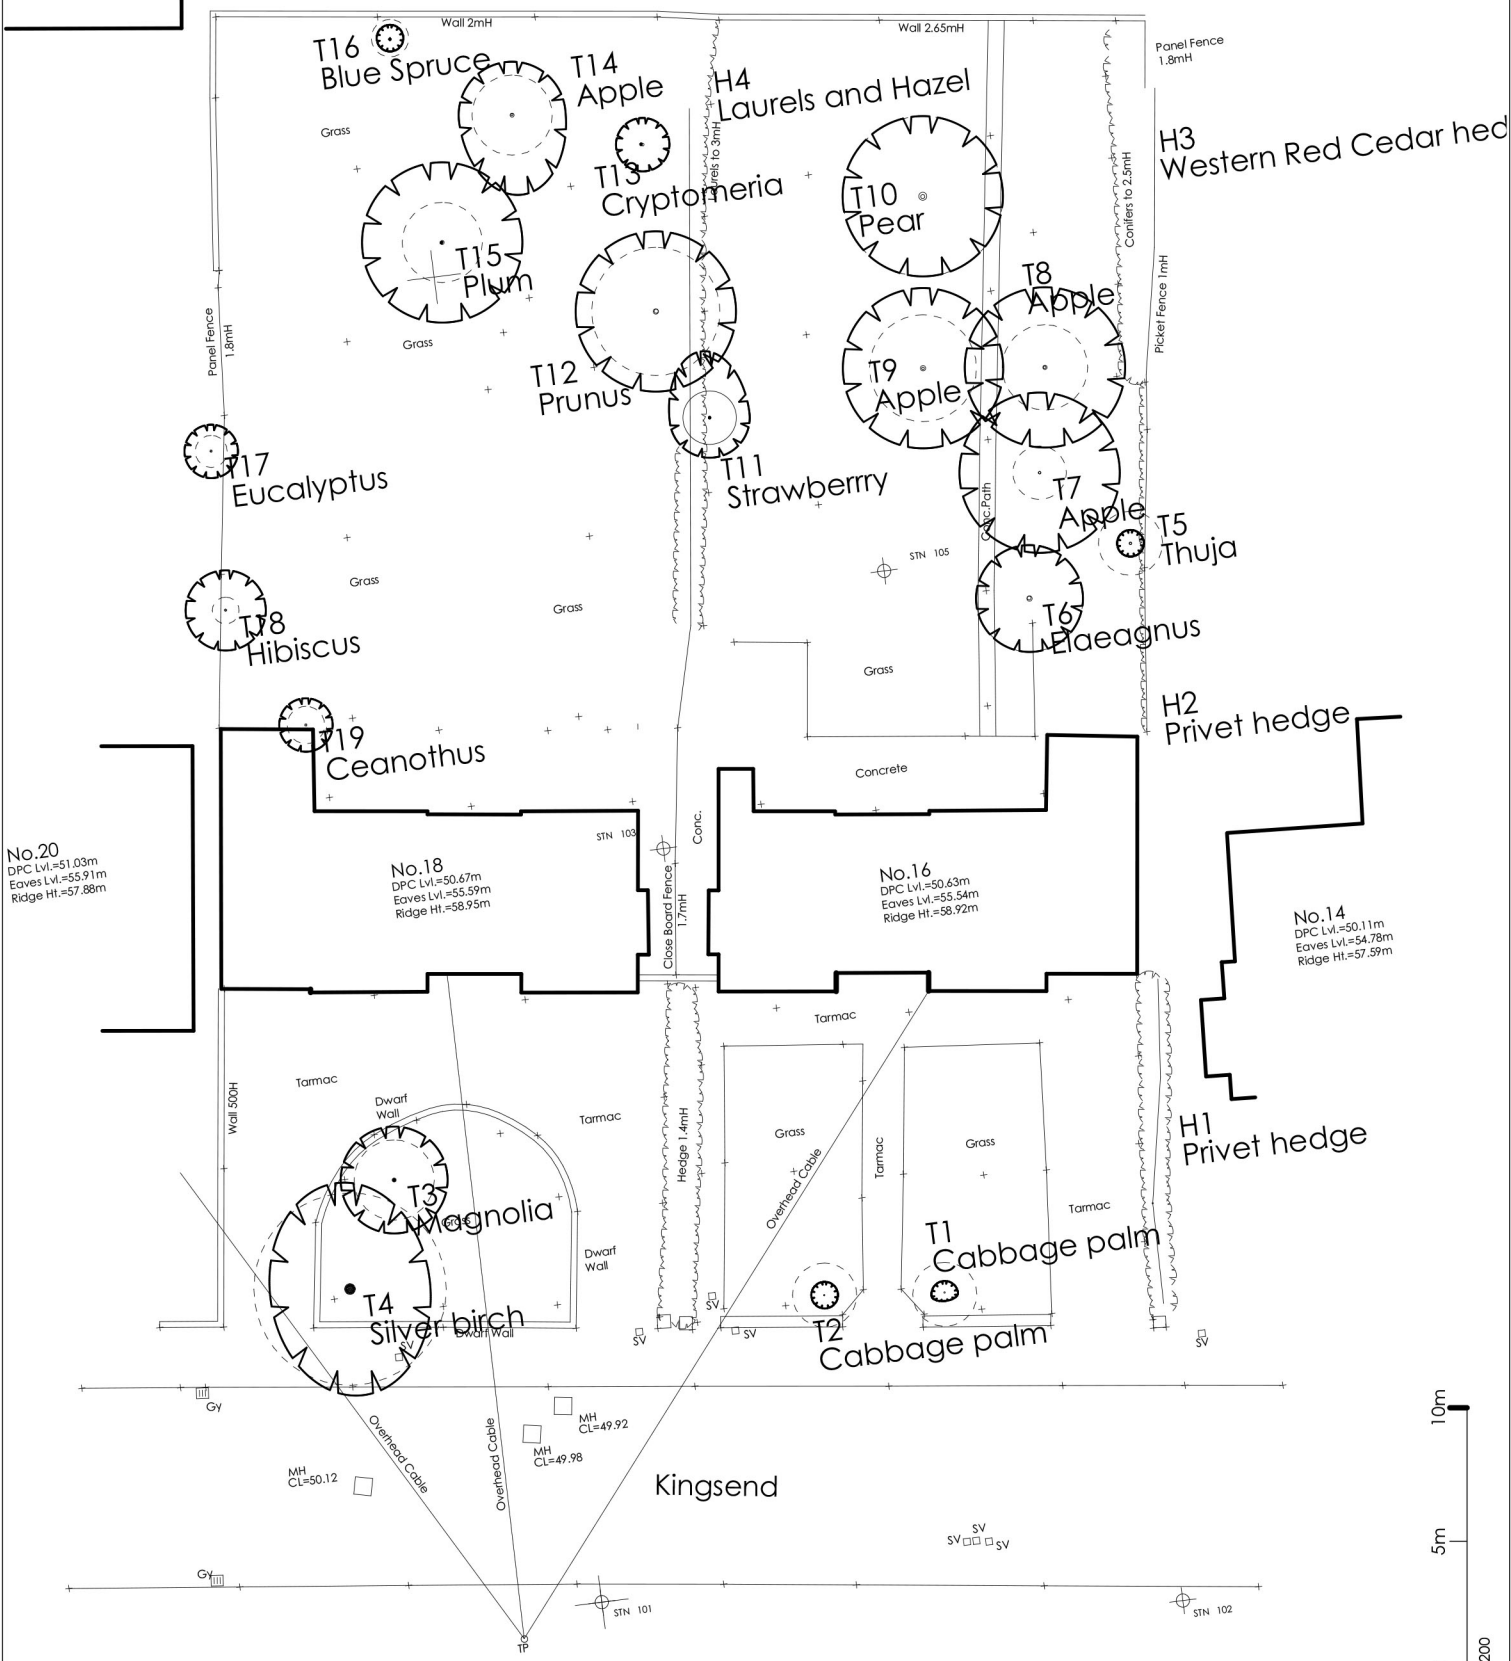 Wall 2mH
Wall 2.65mH
Panel Fence
1.8mH
T16
Blue Spruce
T14
Apple
H4
Laurels and Hazel
Grass
H3
Western Red Cedar hed
T13
Cryptomeria
Laurels to 3mH
T10
Pear
Conifers to 2.5mH
T15
Plum
T8
Apple
Picket Fence 1mH
Panel Fence
1.8mH
Grass
T12
Prunus
T9
Apple
T17
Eucalyptus
T11
Strawberrry
T7
Apple
Conc.Path
T5
Thuja
STN 105
Grass
Grass
T18
Hibiscus
T6
Elaeagnus
Grass
H2
Privet hedge
T19
Ceanothus
Concrete
Conc.
STN 103
No.20
DPC Lvl.=51.03m
Eaves Lvl.=55.91m
Ridge Ht.=57.88m
No.18
DPC Lvl.=50.67m
Eaves Lvl.=55.59m
Ridge Ht.=58.95m
Close Board Fence
1.7mH
No.16
DPC Lvl.=50.63m
Eaves Lvl.=55.54m
Ridge Ht.=58.92m
No.14
DPC Lvl.=50.11m
Eaves Lvl.=54.78m
Ridge Ht.=57.59m
Tarmac
Tarmac
Wall 500H
Dwarf
Wall
Tarmac
Hedge 1.4mH
Grass
Overhead Cable
Tarmac
Grass
H1
Privet hedge
Tarmac
T3
Magnolia
Grass
Dwarf
Wall
T1
Cabbage palm
T4
Silver birch
Dwarf Wall
SV
SV
SV
SV
T2
Cabbage palm
SV
Gy
Overhead Cable
Overhead Cable
MH
CL=49.92
MH
CL=49.98
MH
CL=50.12
Kingsend
10m
5m
SV
SV
SV
Gy
STN 101
STN 102
TP
200